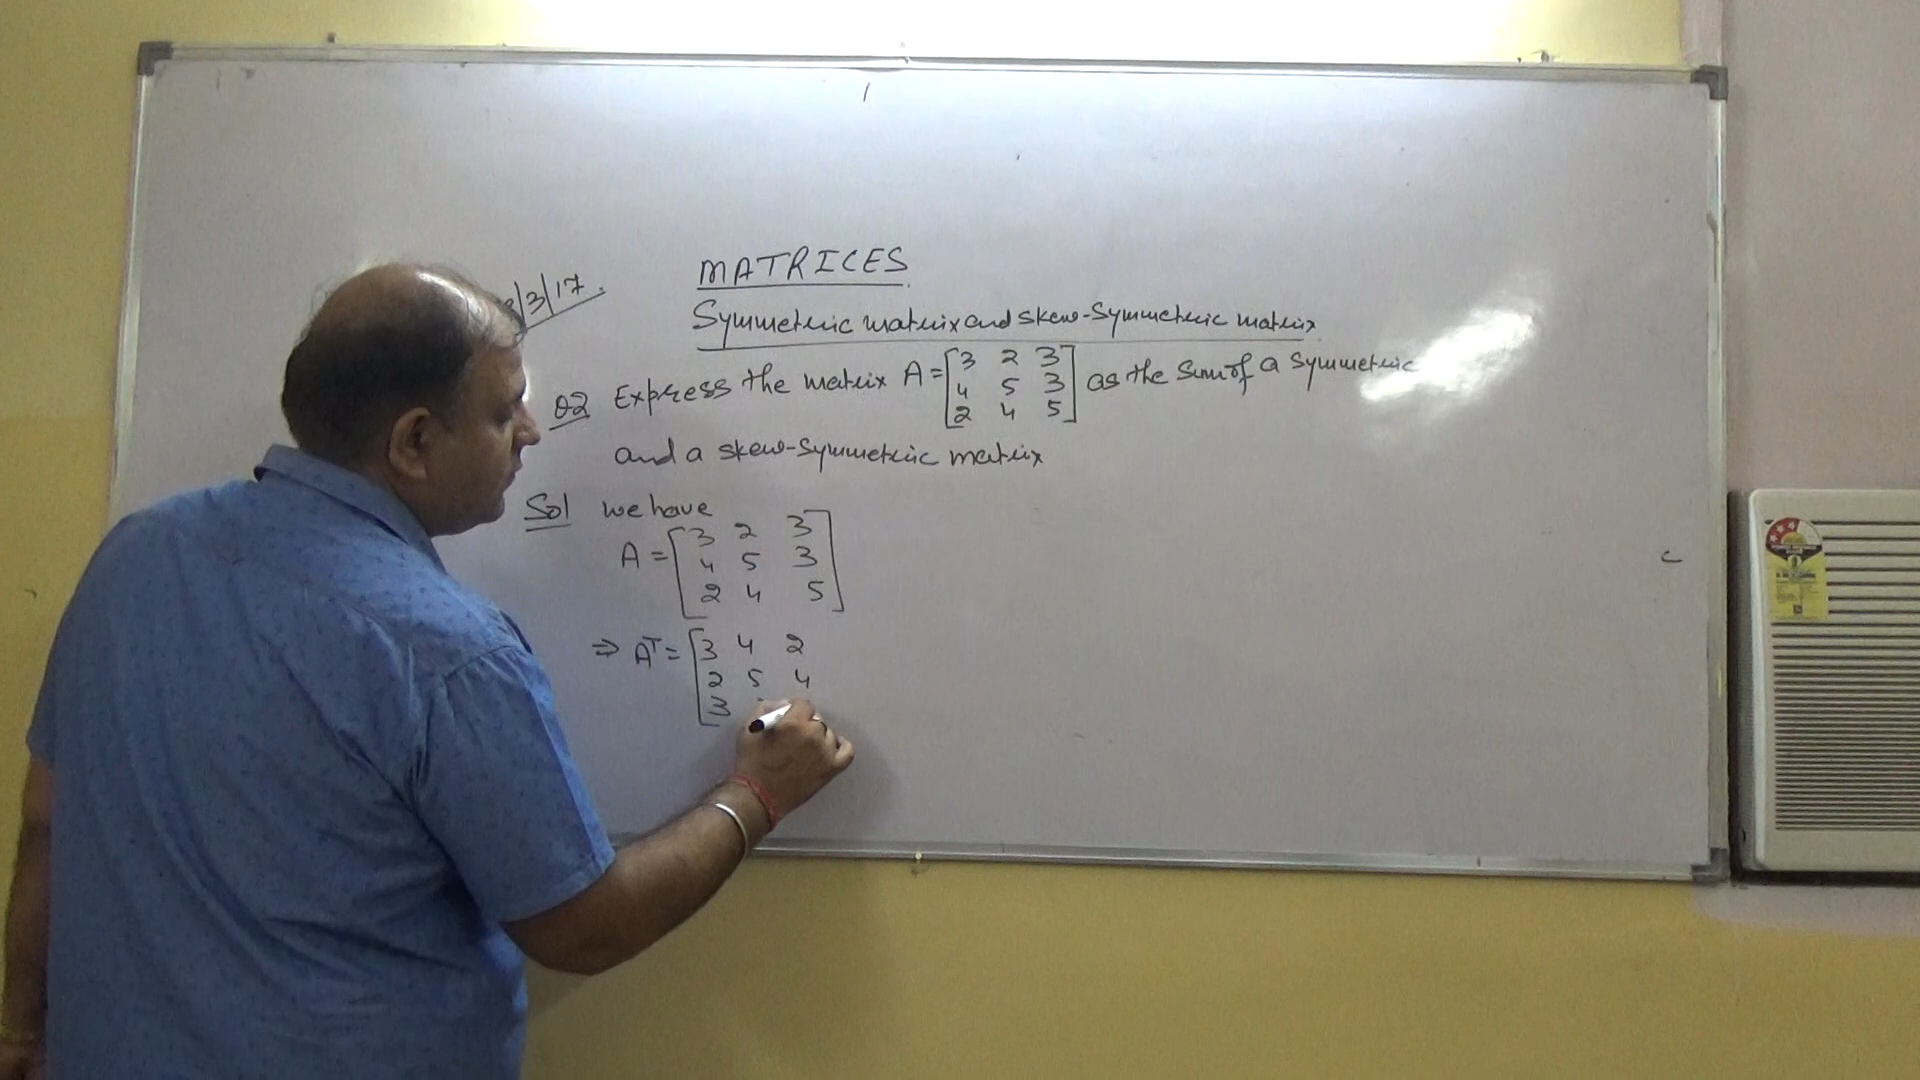 /3/17.
MATRICES
Symmetric matrix and skew-Symmetric matrix
Q2 Express the matrix A = [3 2 3
4 5 3
2 4 5] as the Sum of a Symmetric
and a skew-Symmetric matrix
Sol we have
A = [3 2 3
4 5 3
2 4 5]
⇒ Aᵀ = [3 4 2
2 5 4
3